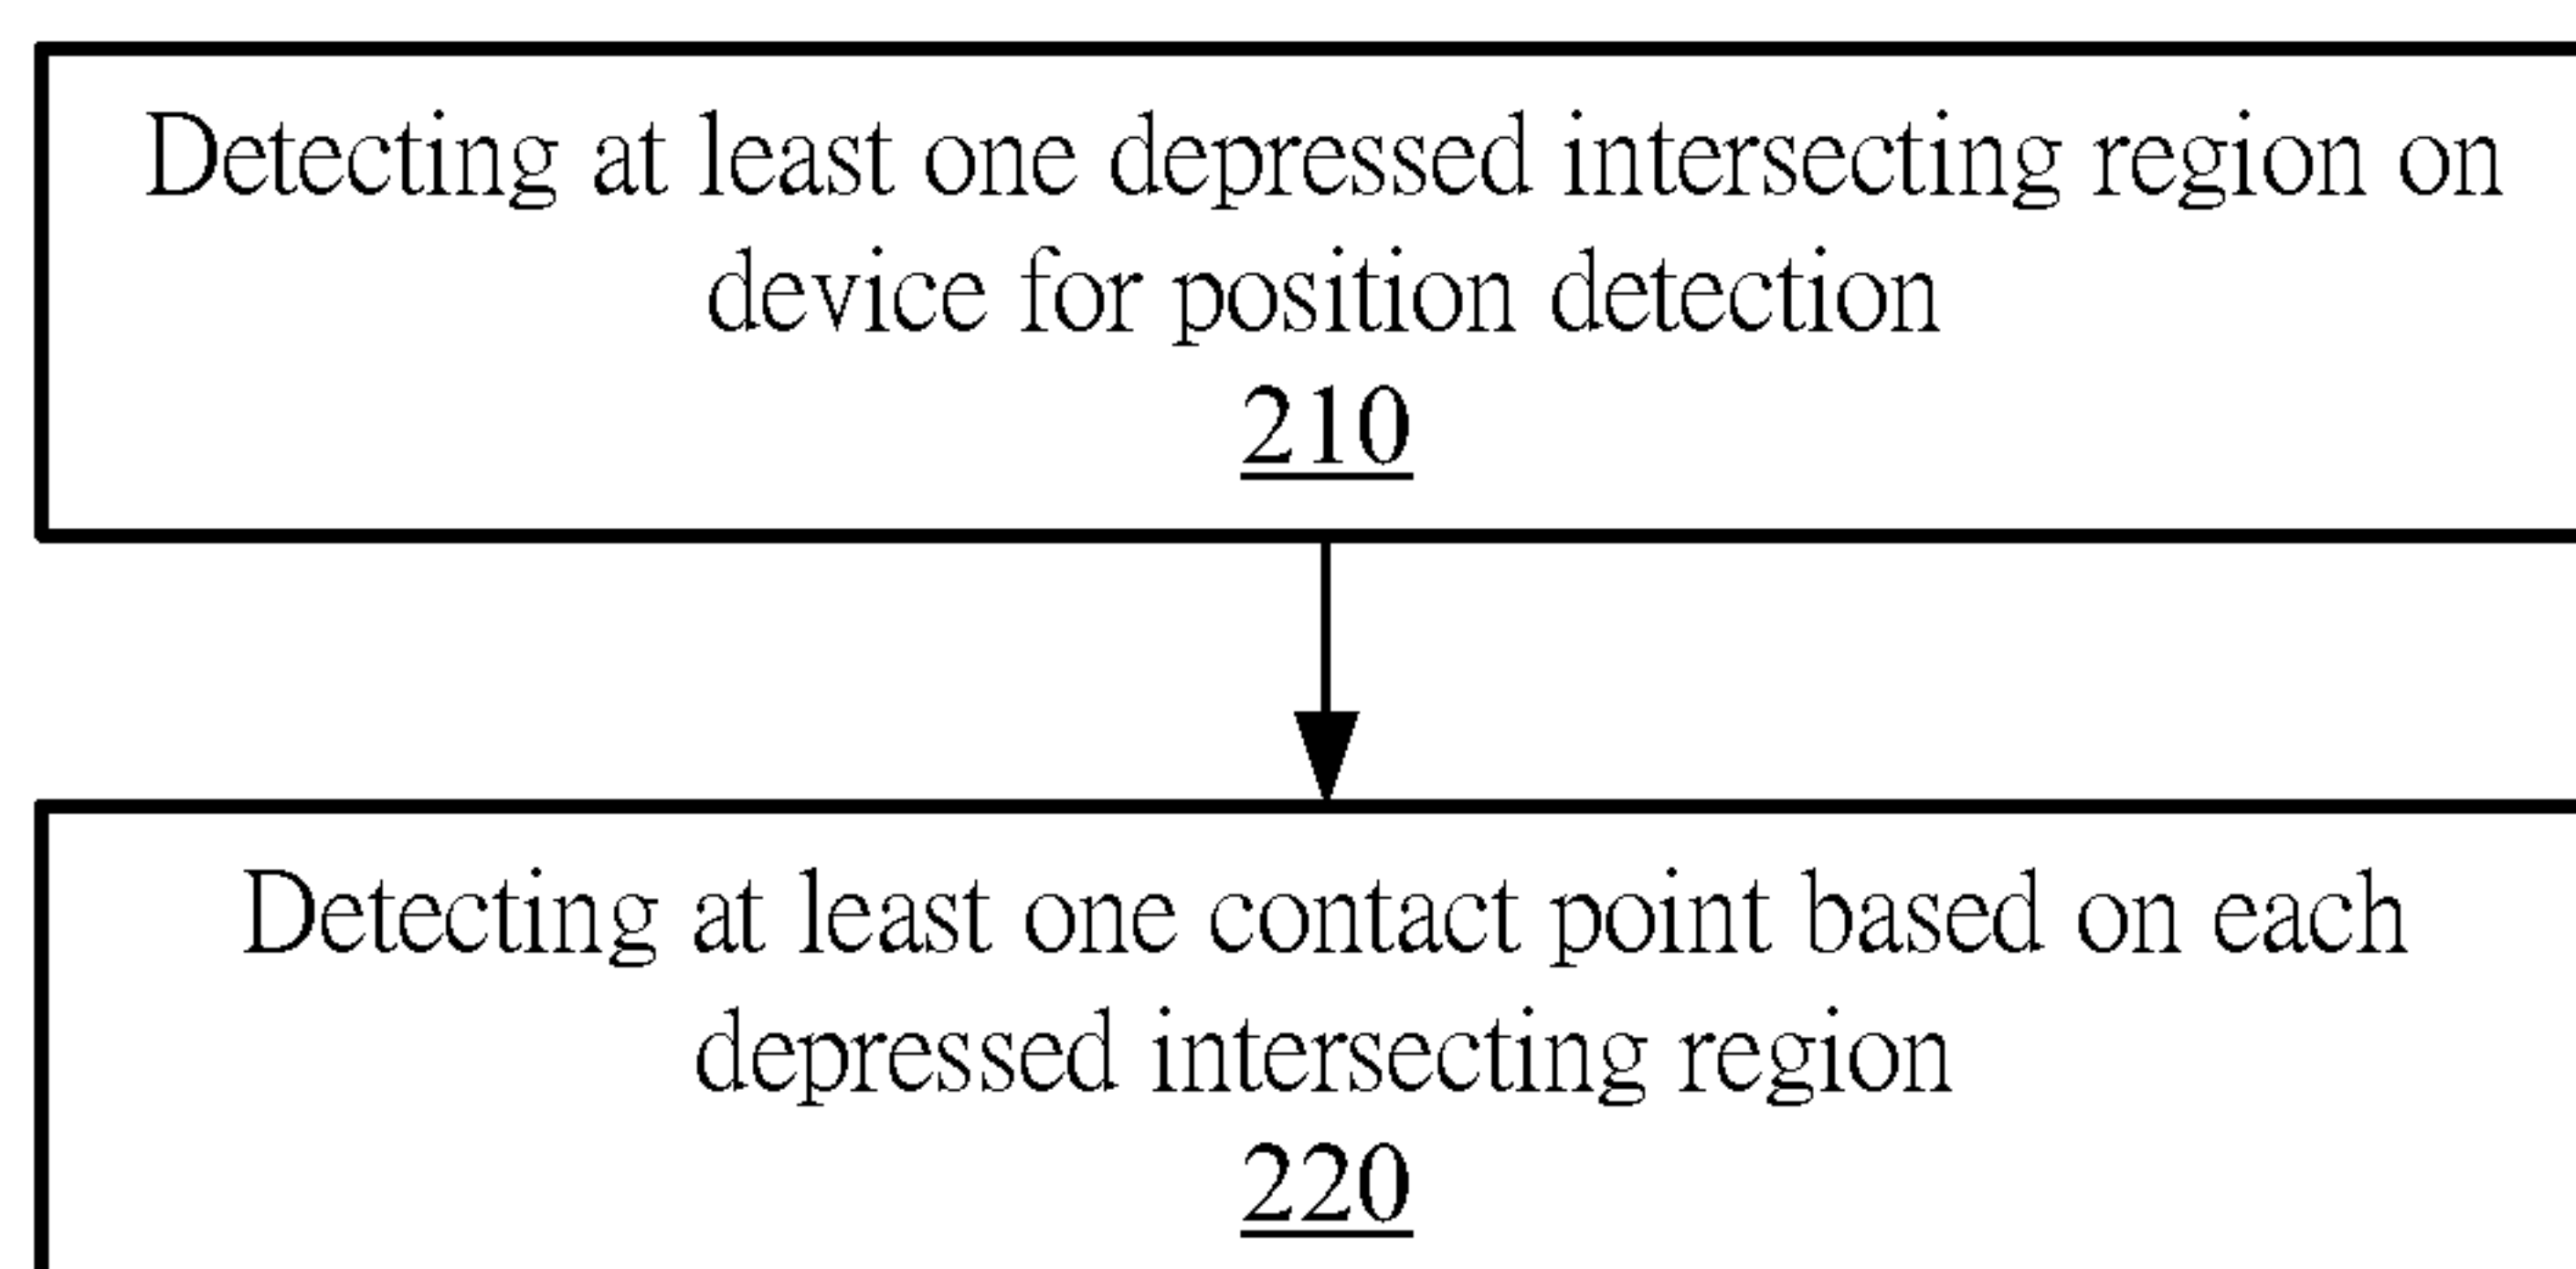 Detecting at least one depressed intersecting region on
device for position detection
210
Detecting at least one contact point based on each
depressed intersecting region
220